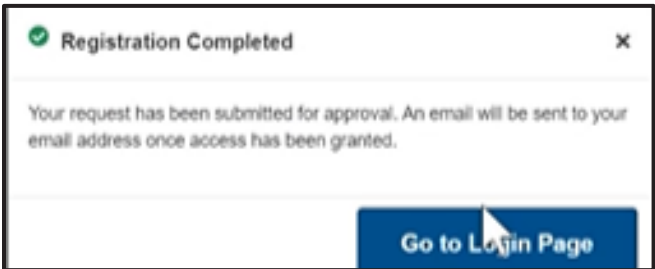 Registration Completed
Your request has been submitted for approval. An email will be sent to your
email address once access has been granted.
Go to Login Page